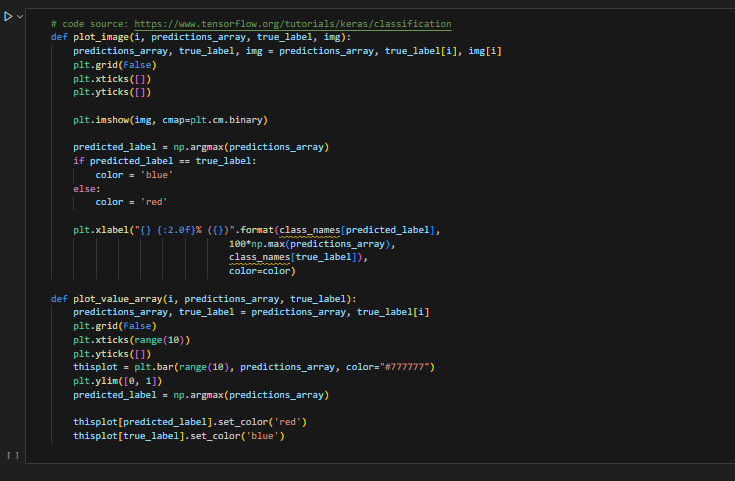 # code source: https://www.tensorflow.org/tutorials/keras/classification
def plot_image(i, predictions_array, true_label, img):
    predictions_array, true_label, img = predictions_array, true_label[i], img[i]
    plt.grid(False)
    plt.xticks([])
    plt.yticks([])

    plt.imshow(img, cmap=plt.cm.binary)

    predicted_label = np.argmax(predictions_array)
    if predicted_label == true_label:
        color = 'blue'
    else:
        color = 'red'

    plt.xlabel("{} {:2.0f}% ({})".format(class_names[predicted_label],
                                100*np.max(predictions_array),
                                class_names[true_label]),
                                color=color)

def plot_value_array(i, predictions_array, true_label):
    predictions_array, true_label = predictions_array, true_label[i]
    plt.grid(False)
    plt.xticks(range(10))
    plt.yticks([])
    thisplot = plt.bar(range(10), predictions_array, color="#777777")
    plt.ylim([0, 1])
    predicted_label = np.argmax(predictions_array)

    thisplot[predicted_label].set_color('red')
    thisplot[true_label].set_color('blue')
[ ]